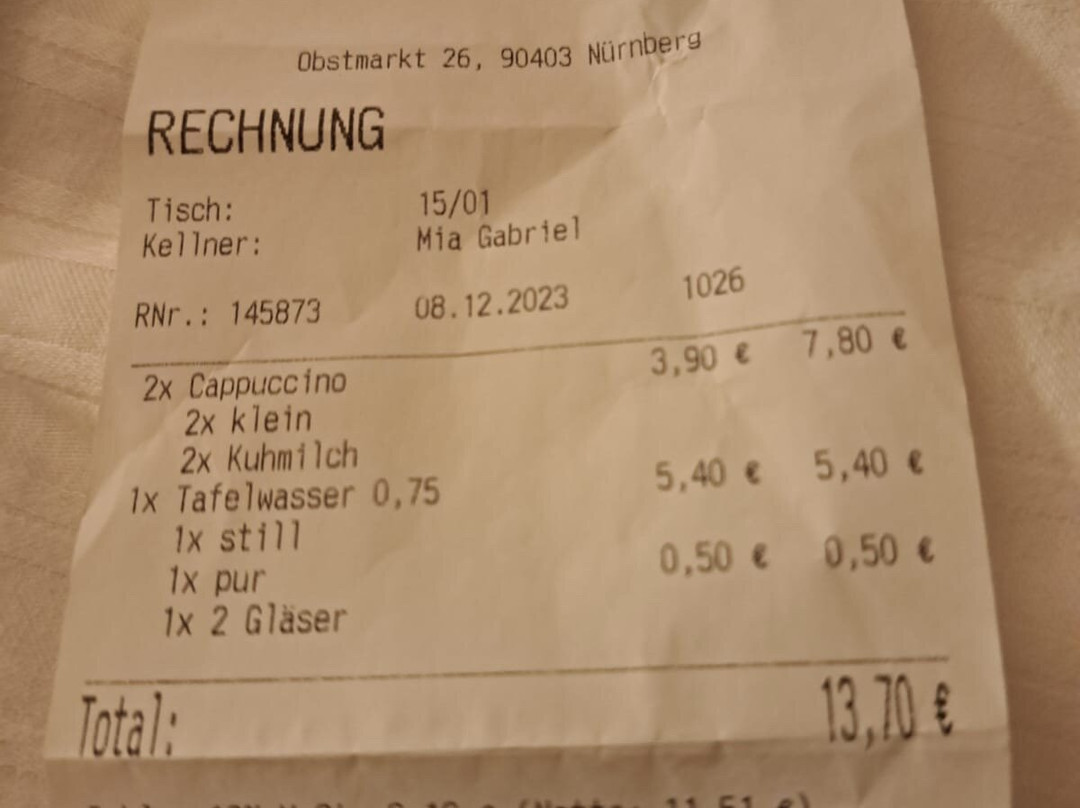 Obstmarkt 26, 90403 Nürnberg
RECHNUNG
Tisch: 15/01
Kellner: Mia Gabriel
RNr.: 145873 08.12.2023 1026
2x Cappuccino 3,90 € 7,80 €
2x klein
2x Kuhmilch
1x Tafelwasser 0,75 5,40 € 5,40 €
1x still
1x pur 0,50 € 0,50 €
1x 2 Gläser
Total: 13,70 €